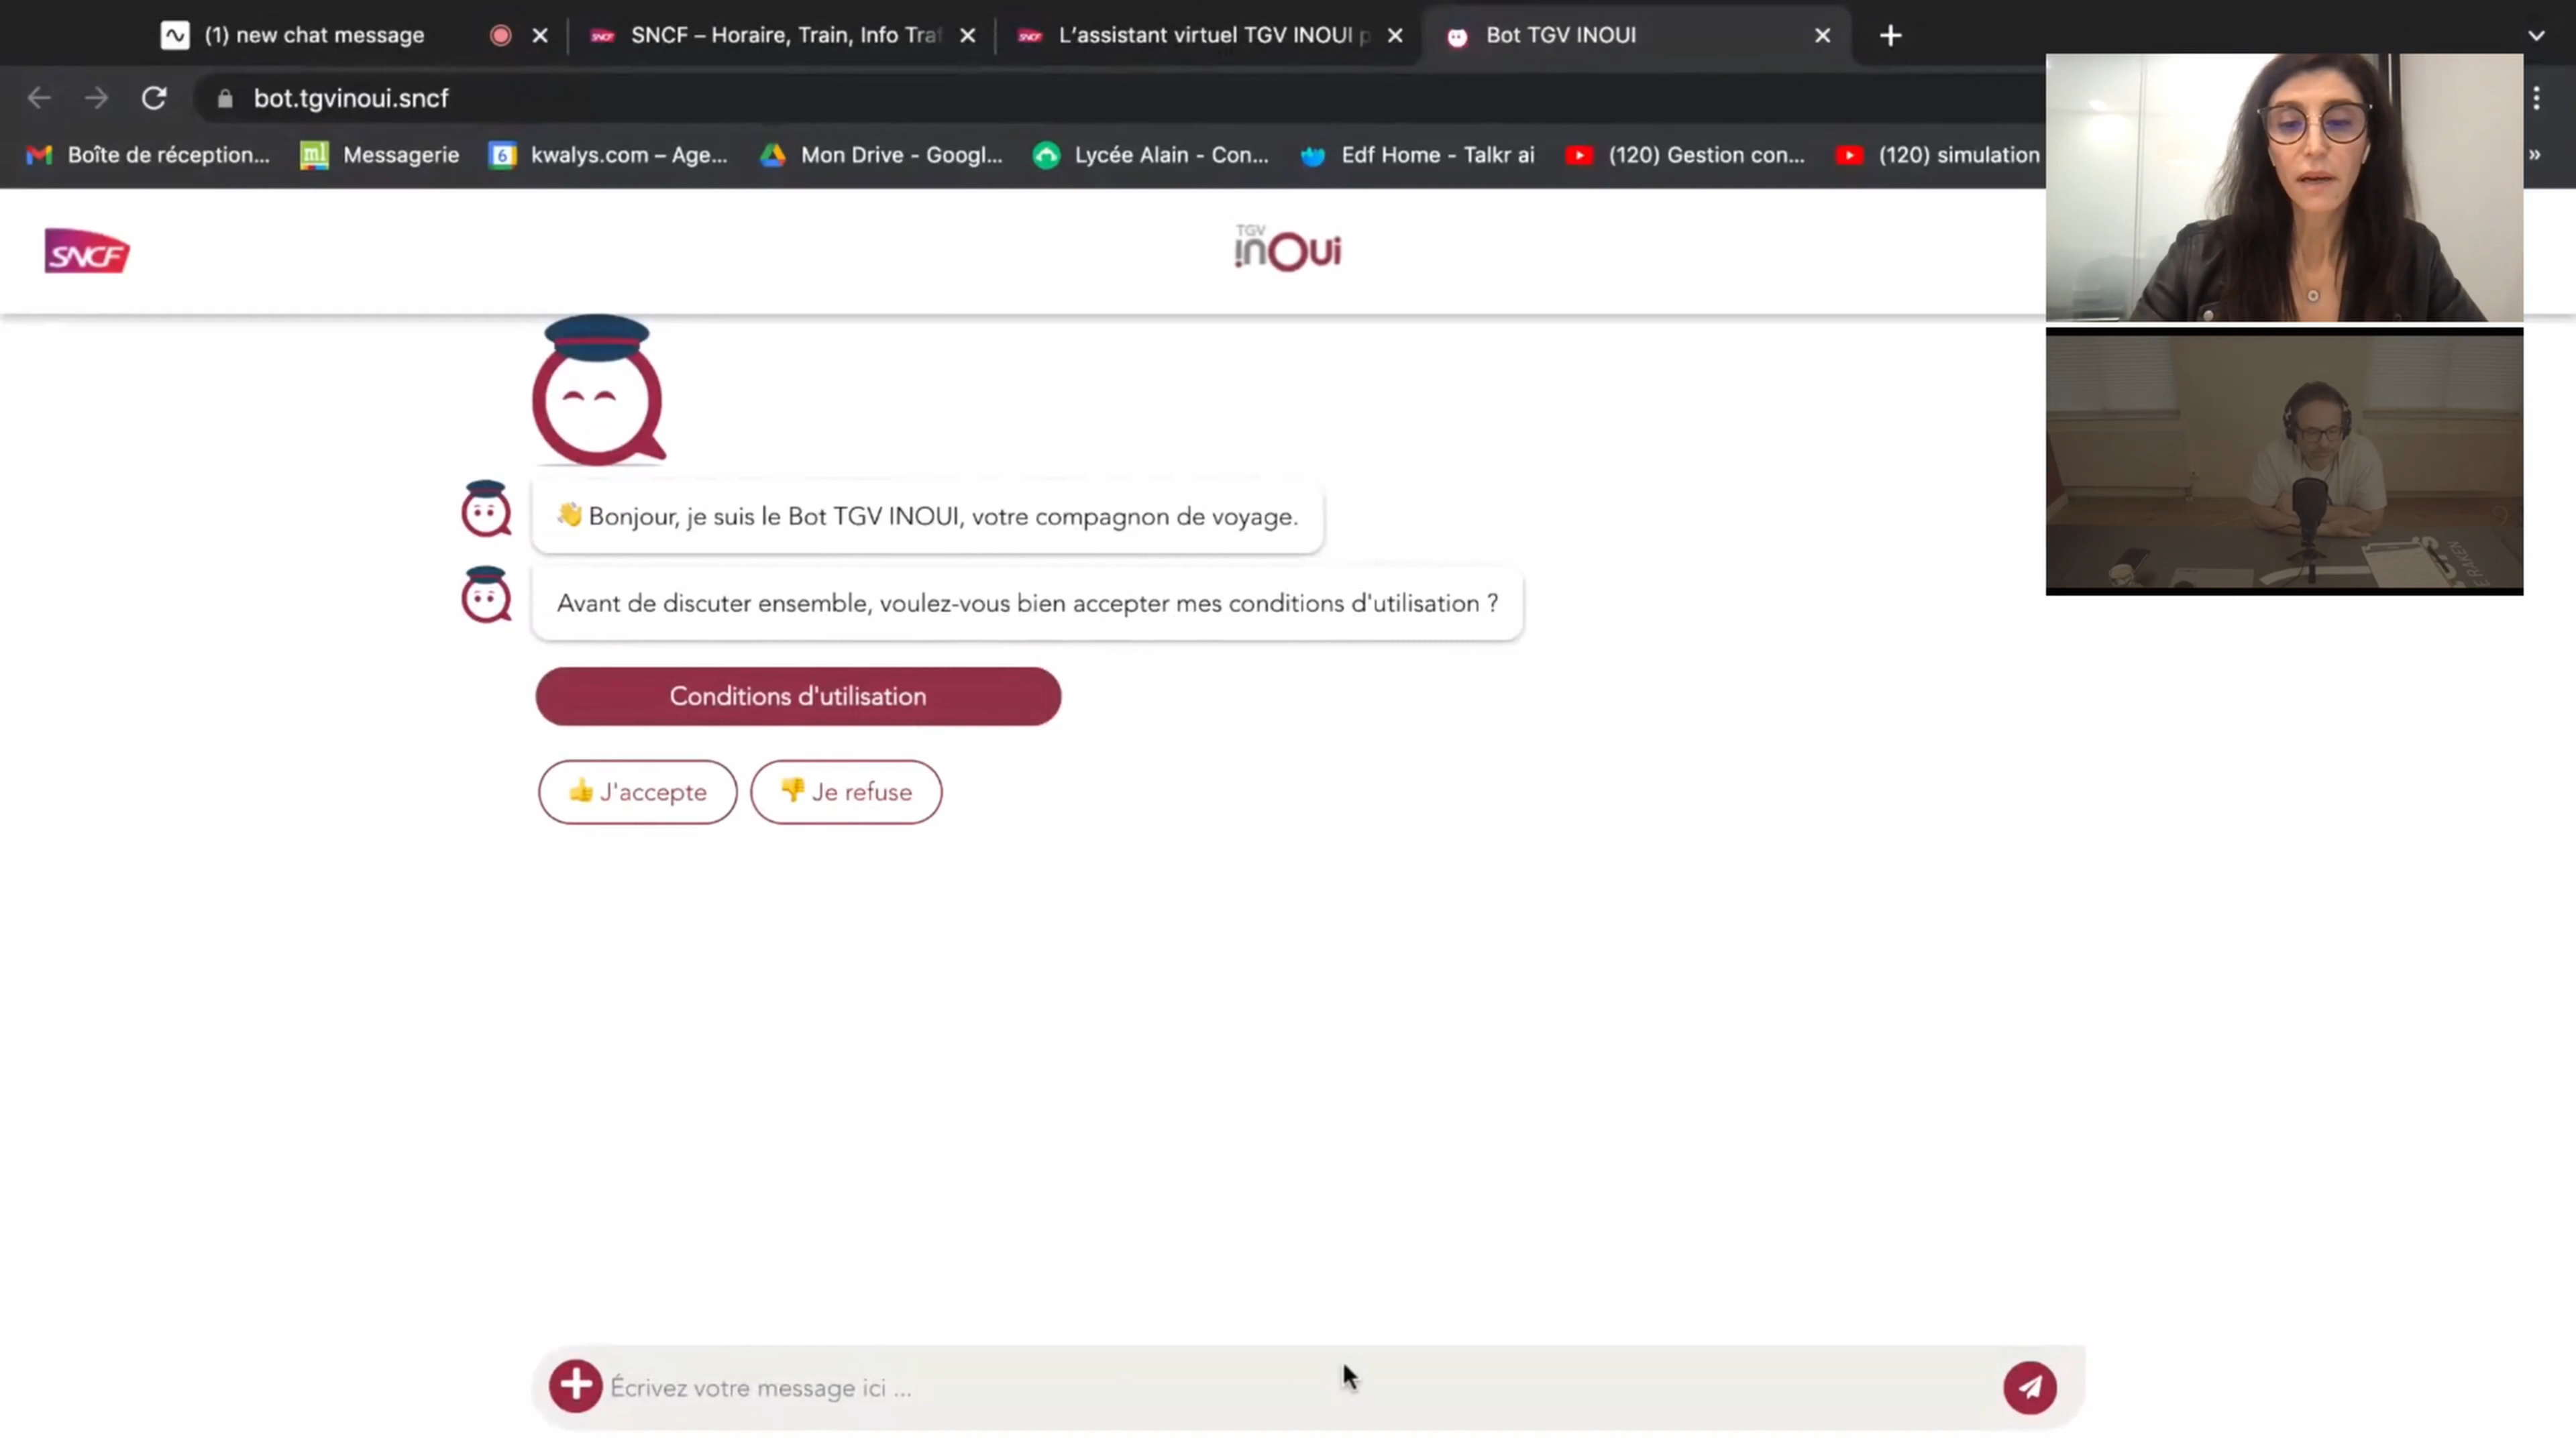 (1) new chat message
SNCF – Horaire, Train, Info Traf
L'assistant virtuel TGV INOUI p
Bot TGV INOUI
bot.tgvinoui.sncf
Boîte de réception...
Messagerie
kwalys.com – Age...
Mon Drive - Googl...
Lycée Alain - Con...
Edf Home - Talkr ai
(120) Gestion con...
(120) simulation
SNCF
TGV
inOui
👋 Bonjour, je suis le Bot TGV INOUI, votre compagnon de voyage.
Avant de discuter ensemble, voulez-vous bien accepter mes conditions d'utilisation ?
Conditions d'utilisation
👍 J'accepte
👎 Je refuse
Écrivez votre message ici ...